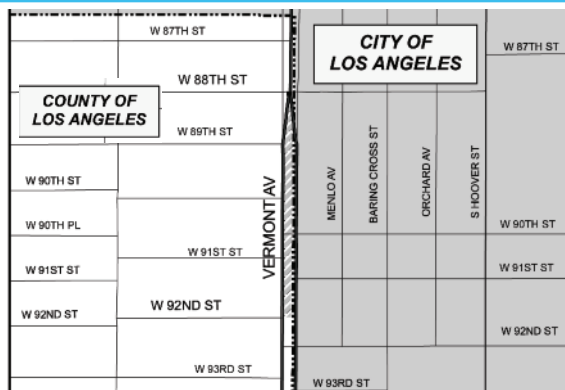 W 87TH ST
CITY OF
LOS ANGELES
W 87TH ST
W 88TH ST
COUNTY OF
LOS ANGELES
W 89TH ST
VERMONT AV
MENLO AV
BARING CROSS ST
ORCHARD AV
S HOOVER ST
W 90TH ST
W 90TH PL
W 90TH ST
W 91ST ST
W 91ST ST
W 91ST ST
W 92ND ST
W 92ND ST
W 92ND ST
W 93RD ST
W 93RD ST